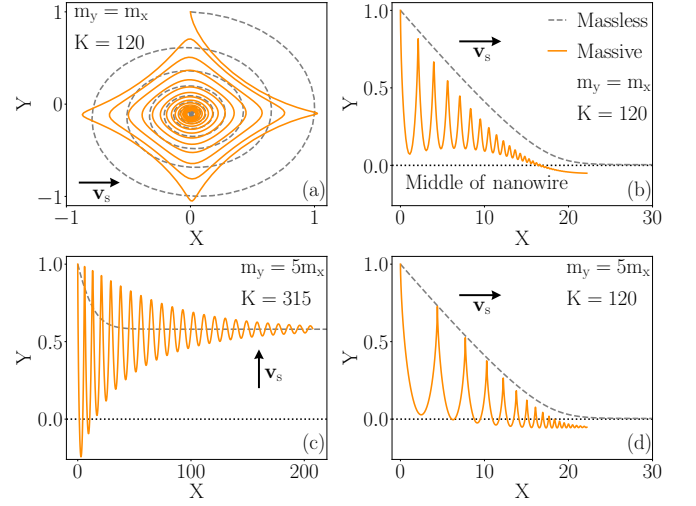 m_y = m_x
K = 120
Y
1
0
−1
v_s
(a)
−1
0
1
X
Massless
Massive
v_s
m_y = m_x
K = 120
Y
1.0
0.5
0.0
Middle of nanowire
(b)
0
10
20
30
X
m_y = 5m_x
K = 315
Y
1.0
0.5
0.0
v_s
(c)
0
100
200
X
m_y = 5m_x
K = 120
v_s
Y
1.0
0.5
0.0
(d)
0
10
20
30
X